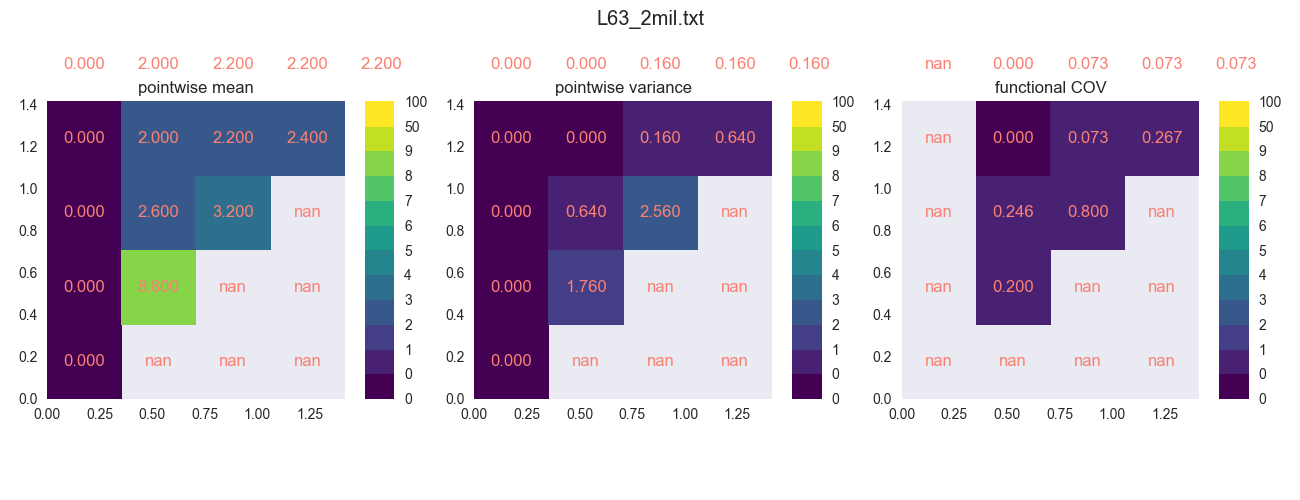 L63_2mil.txt
0.000 2.000 2.200 2.200 2.200
pointwise mean
1.4
1.2
1.0
0.8
0.6
0.4
0.2
0.0
0.000 2.000 2.200 2.400
0.000 2.600 3.200 nan
0.000 8.800 nan nan
0.000 nan nan nan
0.00 0.25 0.50 0.75 1.00 1.25
100
50
9
8
7
6
5
4
3
2
1
0
0
0.000 0.000 0.160 0.160 0.160
pointwise variance
1.4
1.2
1.0
0.8
0.6
0.4
0.2
0.0
0.000 0.000 0.160 0.640
0.000 0.640 2.560 nan
0.000 1.760 nan nan
0.000 nan nan nan
0.00 0.25 0.50 0.75 1.00 1.25
100
50
9
8
7
6
5
4
3
2
1
0
0
nan 0.000 0.073 0.073 0.073
functional COV
1.4
1.2
1.0
0.8
0.6
0.4
0.2
0.0
nan 0.000 0.073 0.267
nan 0.246 0.800 nan
nan 0.200 nan nan
nan nan nan nan
0.00 0.25 0.50 0.75 1.00 1.25
100
50
9
8
7
6
5
4
3
2
1
0
0